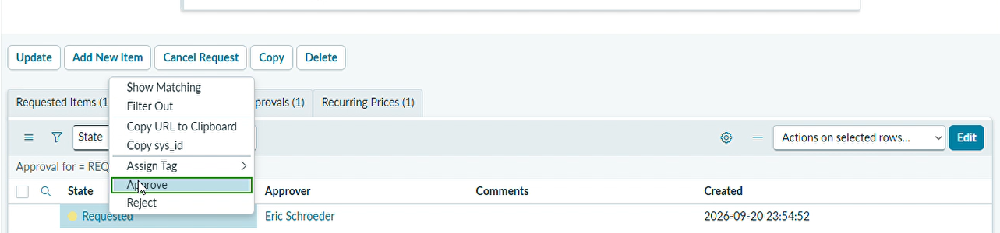 Update Add New Item Cancel Request Copy Delete
Show Matching
Filter Out
Copy URL to Clipboard
Copy sys_id
Assign Tag
Approve
Reject
Requested Items (1 provals (1) Recurring Prices (1)
State Actions on selected rows... Edit
Approval for = REQ
State Approver Comments Created
Requested Eric Schroeder 2026-09-20 23:54:52